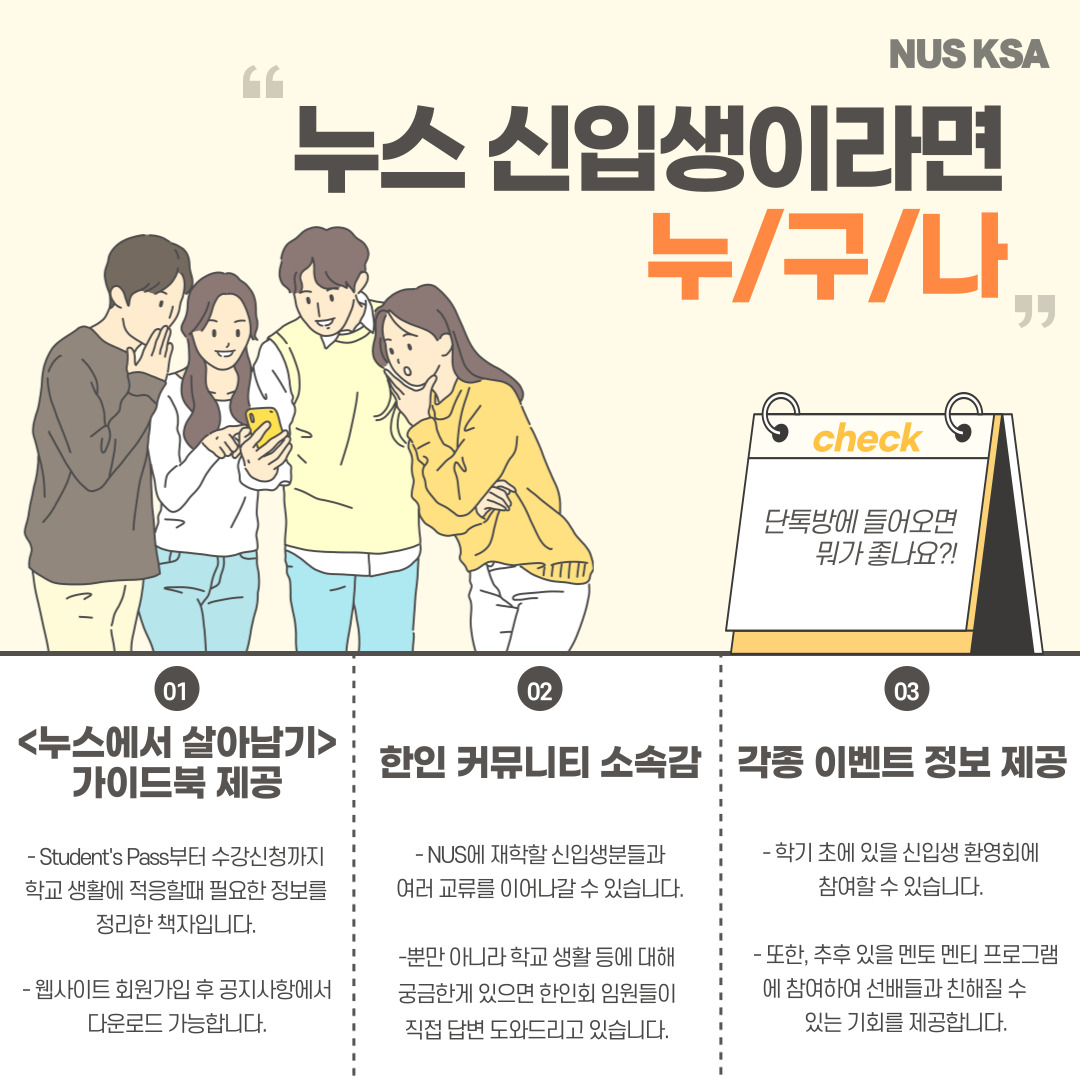 NUS KSA
“
누스 신입생이라면
누/구/나
”
check
단톡방에 들어오면
뭐가 좋나요?!
01
<누스에서 살아남기>
가이드북 제공
- Student's Pass부터 수강신청까지
학교 생활에 적응할때 필요한 정보를
정리한 책자입니다.
- 웹사이트 회원가입 후 공지사항에서
다운로드 가능합니다.
02
한인 커뮤니티 소속감
- NUS에 재학할 신입생분들과
여러 교류를 이어나갈 수 있습니다.
-뿐만 아니라 학교 생활 등에 대해
궁금한게 있으면 한인회 임원들이
직접 답변 도와드리고 있습니다.
03
각종 이벤트 정보 제공
- 학기 초에 있을 신입생 환영회에
참여할 수 있습니다.
- 또한, 추후 있을 멘토 멘티 프로그램
에 참여하여 선배들과 친해질 수
있는 기회를 제공합니다.